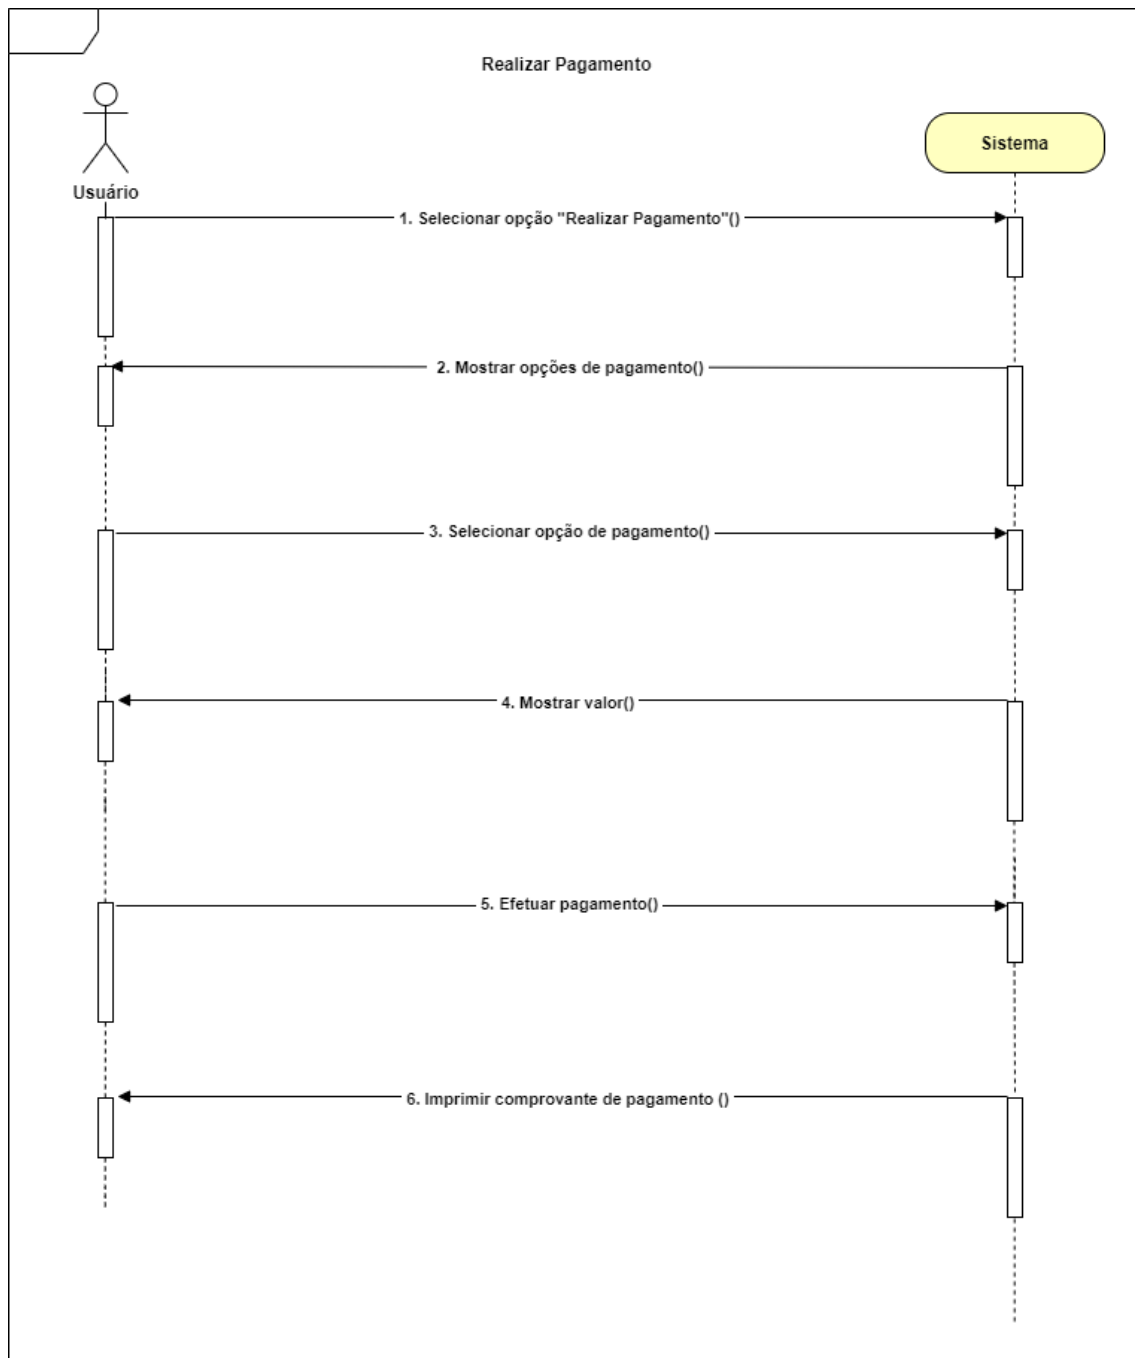 Realizar Pagamento
Sistema
Usuário
1. Selecionar opção "Realizar Pagamento"()
2. Mostrar opções de pagamento()
3. Selecionar opção de pagamento()
4. Mostrar valor()
5. Efetuar pagamento()
6. Imprimir comprovante de pagamento ()